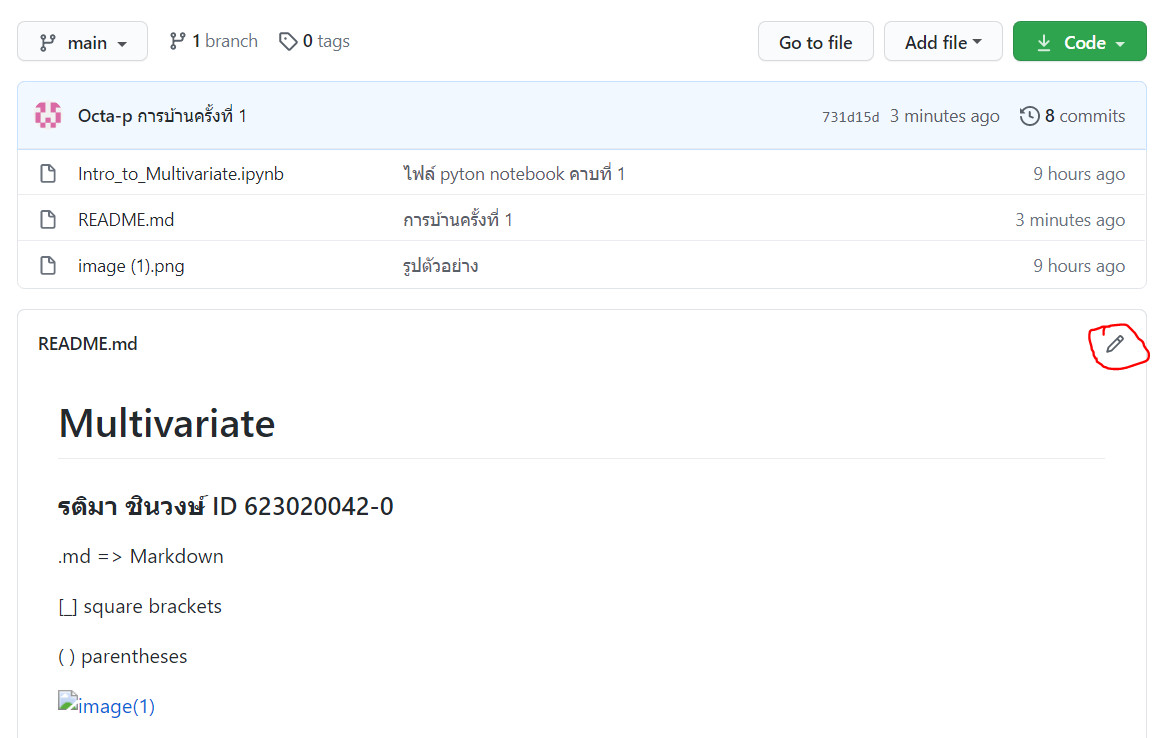 main 1 branch 0 tags Go to file Add file Code
Octa-p การบ้านครั้งที่ 1 731d15d 3 minutes ago 8 commits
Intro_to_Multivariate.ipynb ไฟล์ pyton notebook คาบที่ 1 9 hours ago
README.md การบ้านครั้งที่ 1 3 minutes ago
image (1).png รูปตัวอย่าง 9 hours ago
README.md
Multivariate
รติมา ชินวงษ์ ID 623020042-0
.md => Markdown
[_] square brackets
( ) parentheses
image(1)